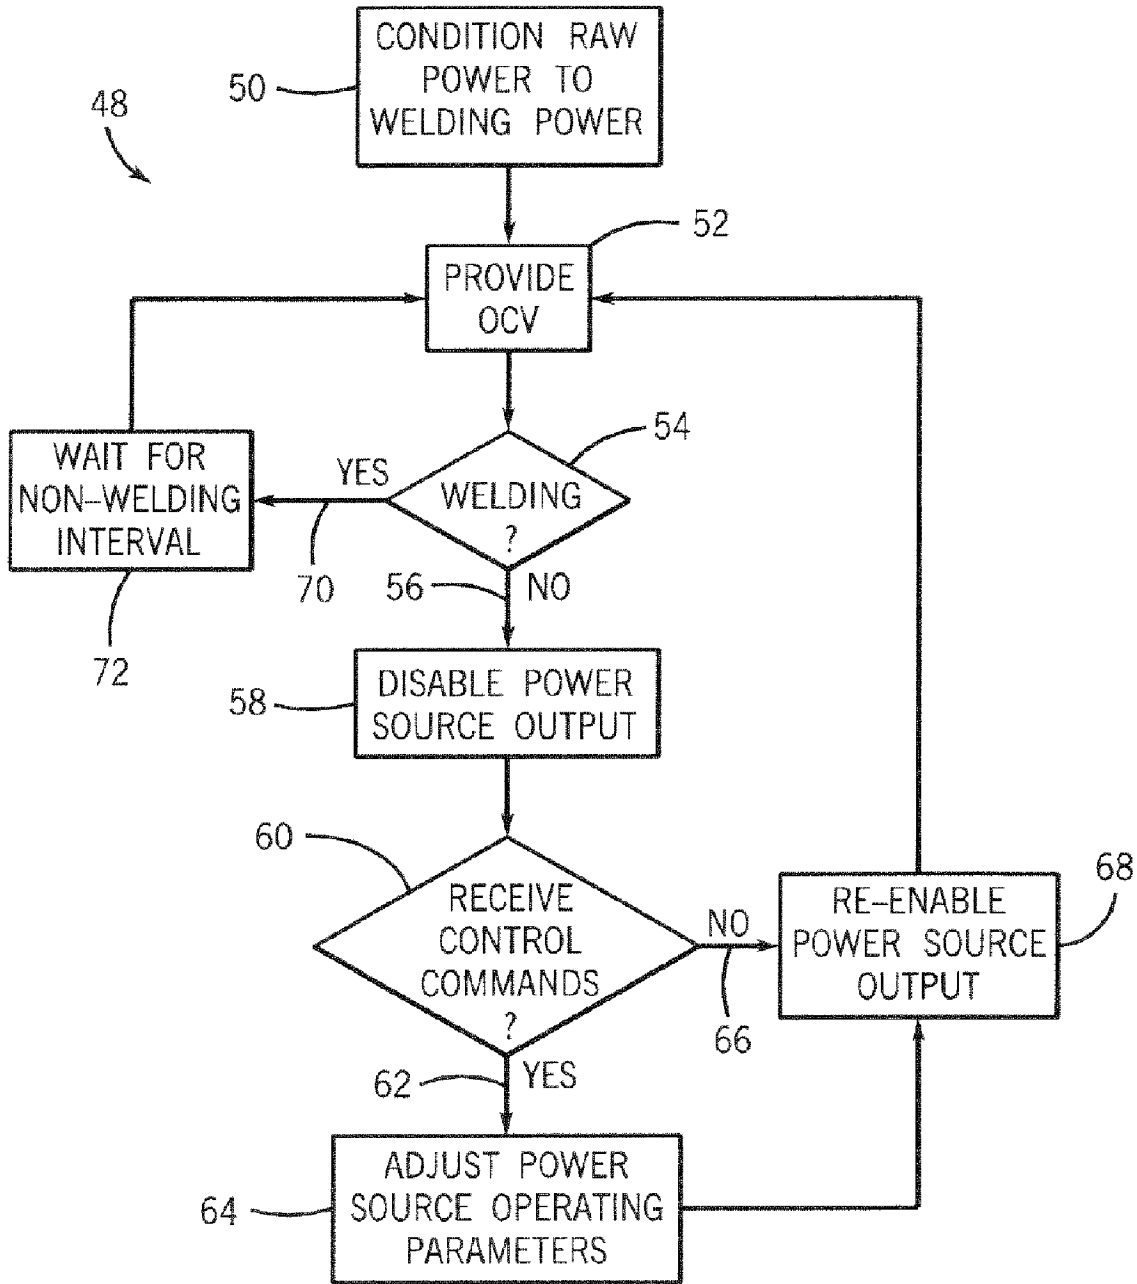 CONDITION RAW
POWER TO
WELDING POWER
50
48
52
PROVIDE
OCV
54
WELDING
?
YES
70
WAIT FOR
NON-WELDING
INTERVAL
72
56
NO
58
DISABLE POWER
SOURCE OUTPUT
60
RECEIVE
CONTROL
COMMANDS
?
NO
66
RE-ENABLE
POWER SOURCE
OUTPUT
68
62
YES
64
ADJUST POWER
SOURCE OPERATING
PARAMETERS